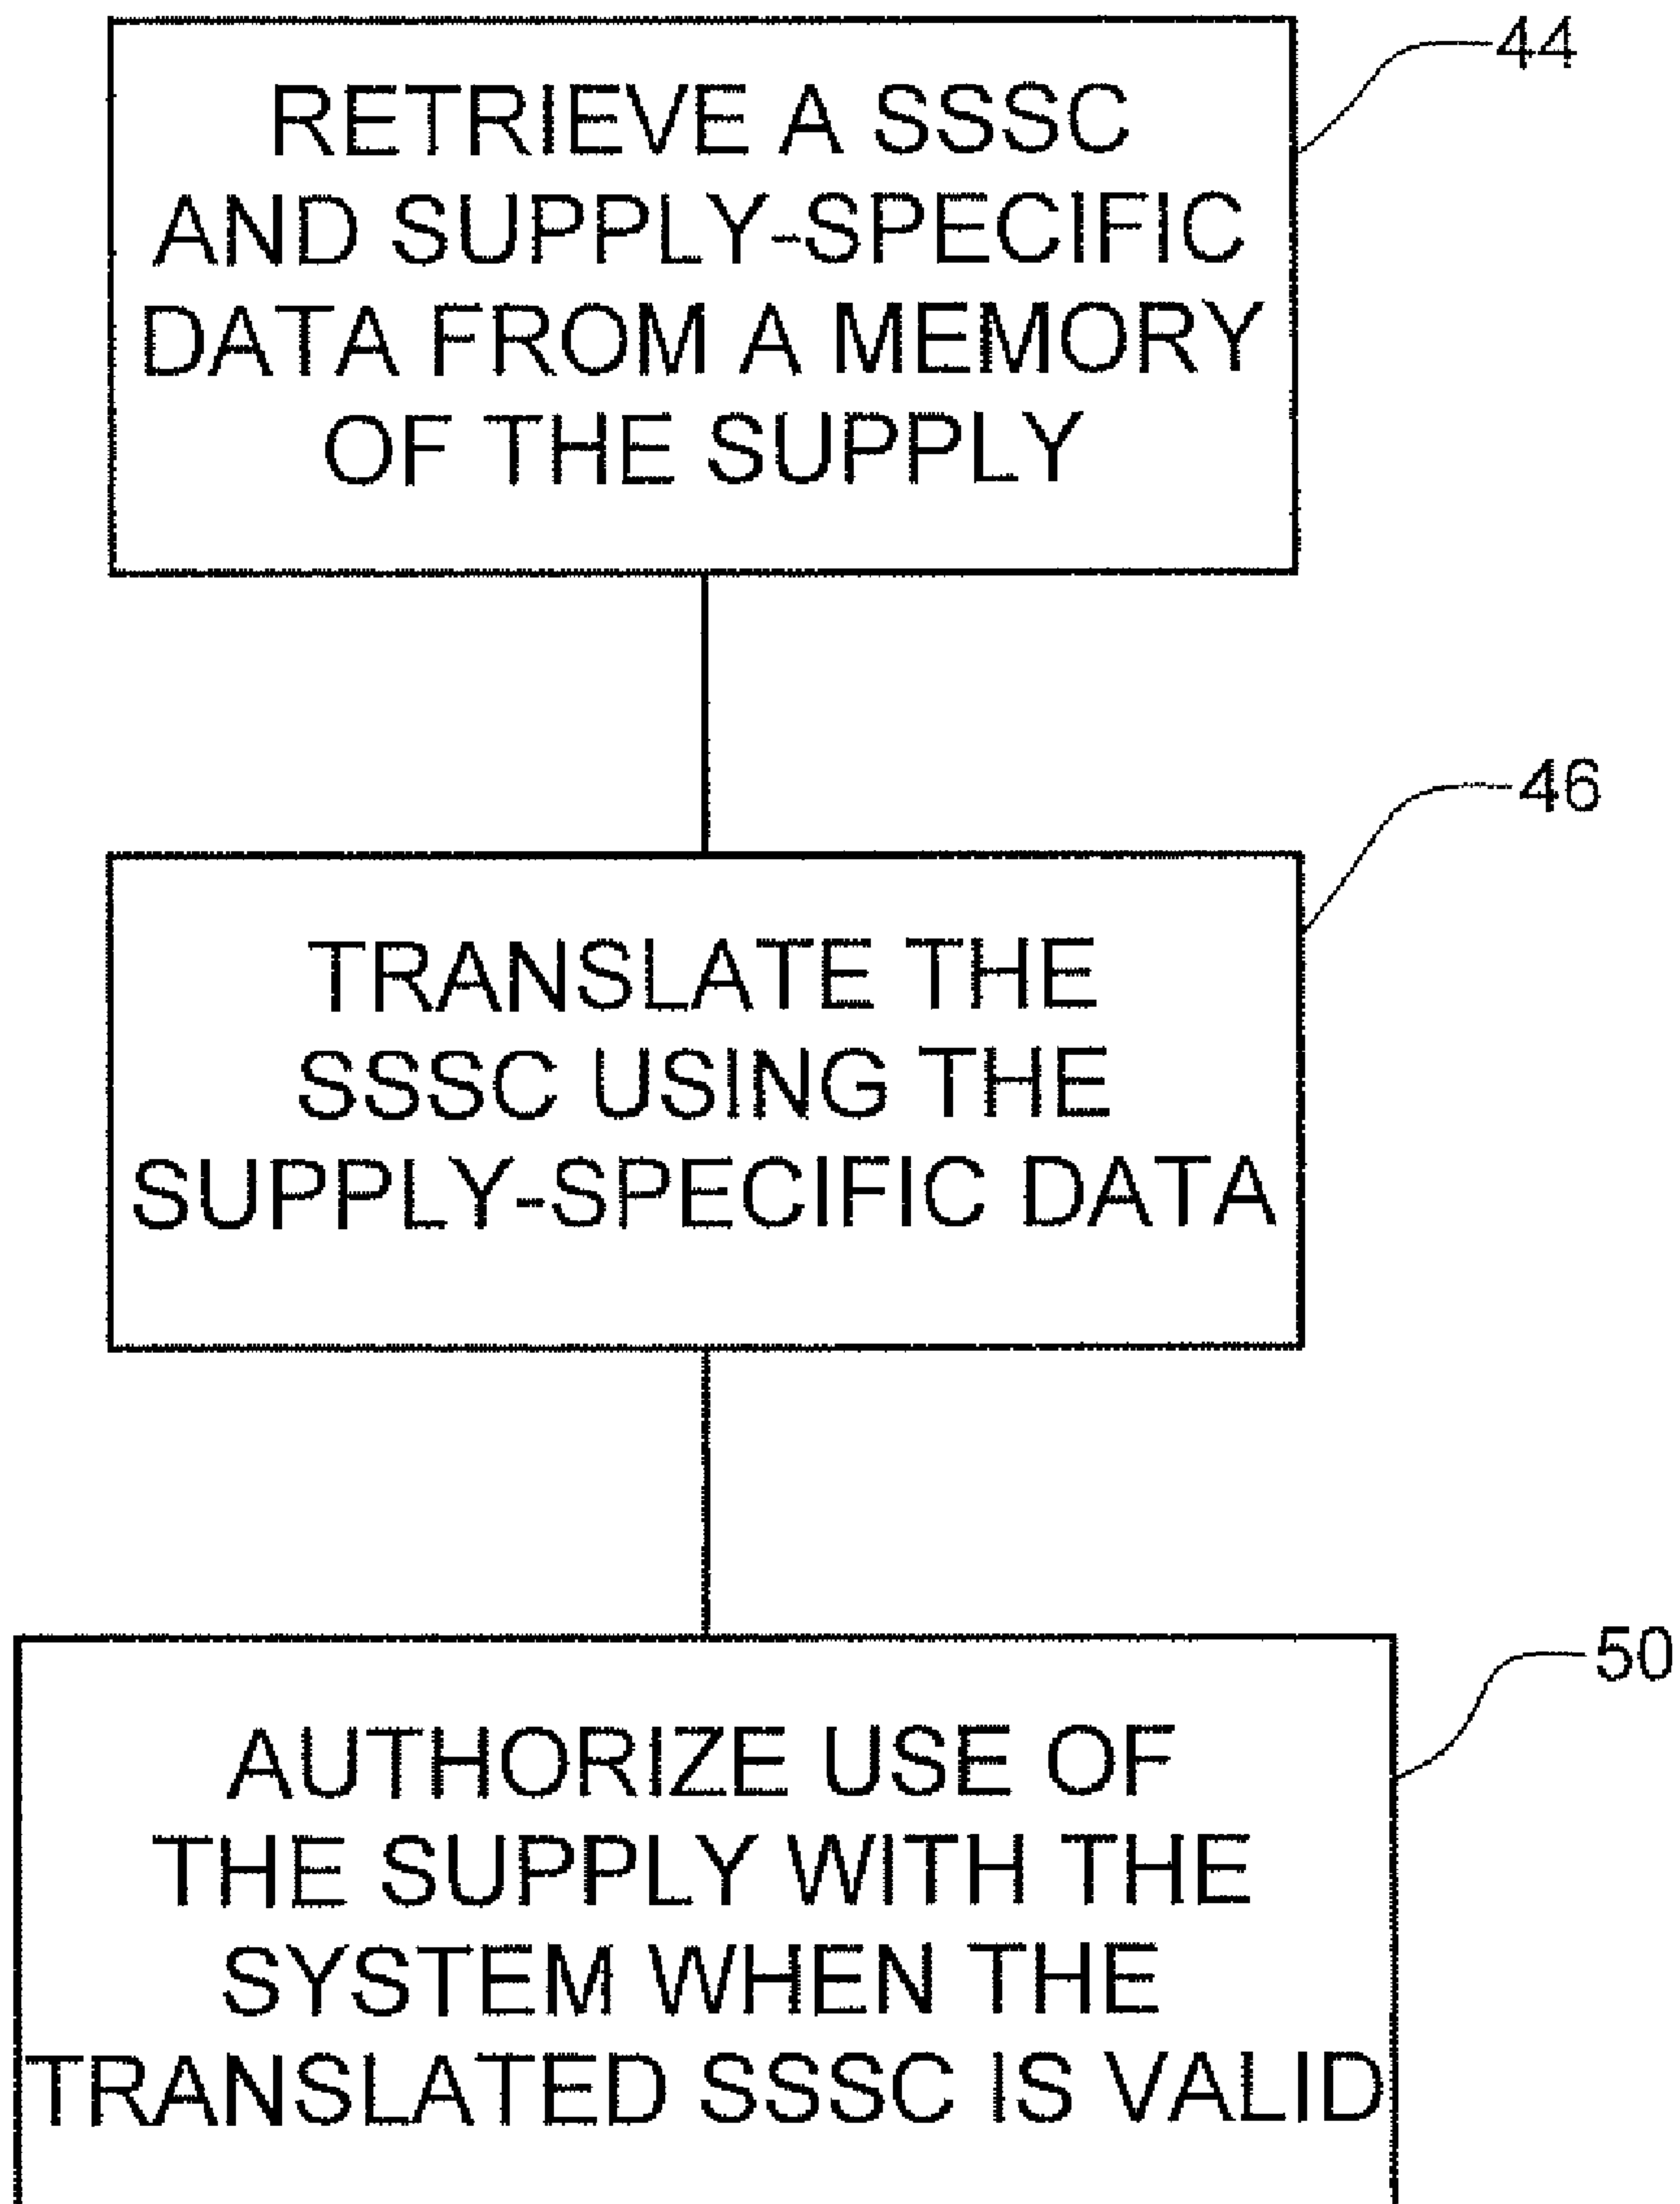 44
RETRIEVE A SSSC
AND SUPPLY-SPECIFIC
DATA FROM A MEMORY
OF THE SUPPLY
46
TRANSLATE THE
SSSC USING THE
SUPPLY-SPECIFIC DATA
50
AUTHORIZE USE OF
THE SUPPLY WITH THE
SYSTEM WHEN THE
TRANSLATED SSSC IS VALID